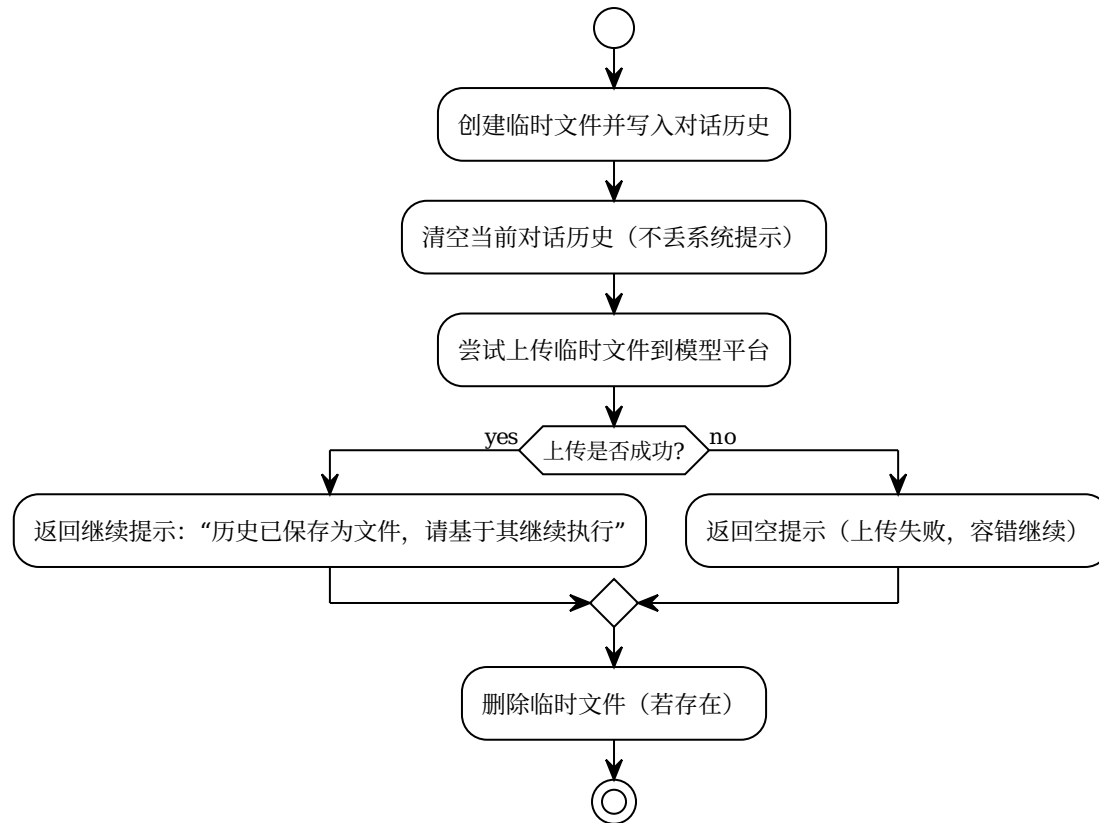 创建临时文件并写入对话历史
清空当前对话历史（不丢系统提示）
尝试上传临时文件到模型平台
yes
上传是否成功?
no
返回继续提示：“历史已保存为文件，请基于其继续执行”
返回空提示（上传失败，容错继续）
删除临时文件（若存在）